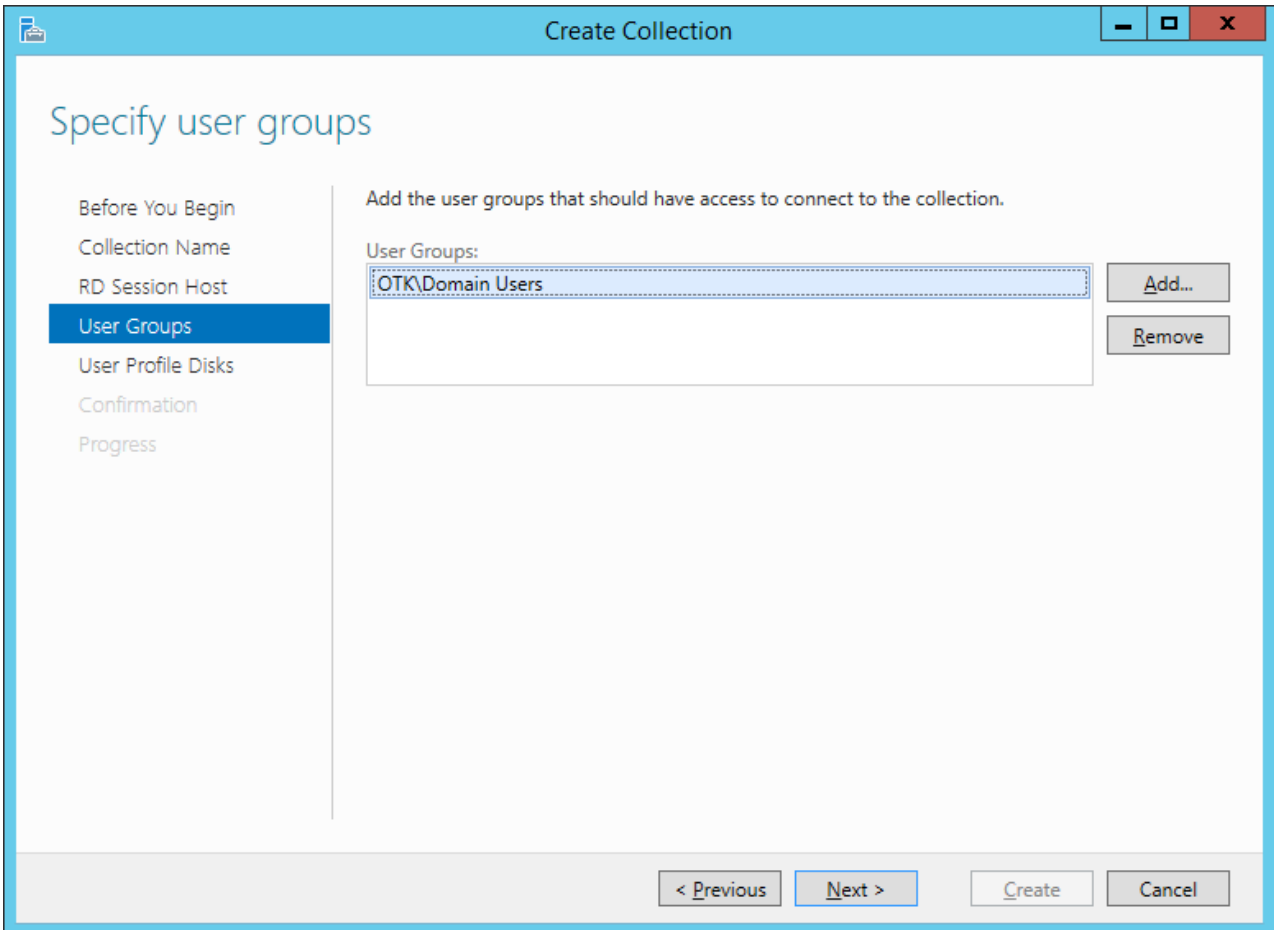 Create Collection
Specify user groups
Before You Begin
Collection Name
RD Session Host
User Groups
User Profile Disks
Confirmation
Progress
Add the user groups that should have access to connect to the collection.
User Groups:
OTK\Domain Users
Add...
Remove
< Previous
Next >
Create
Cancel